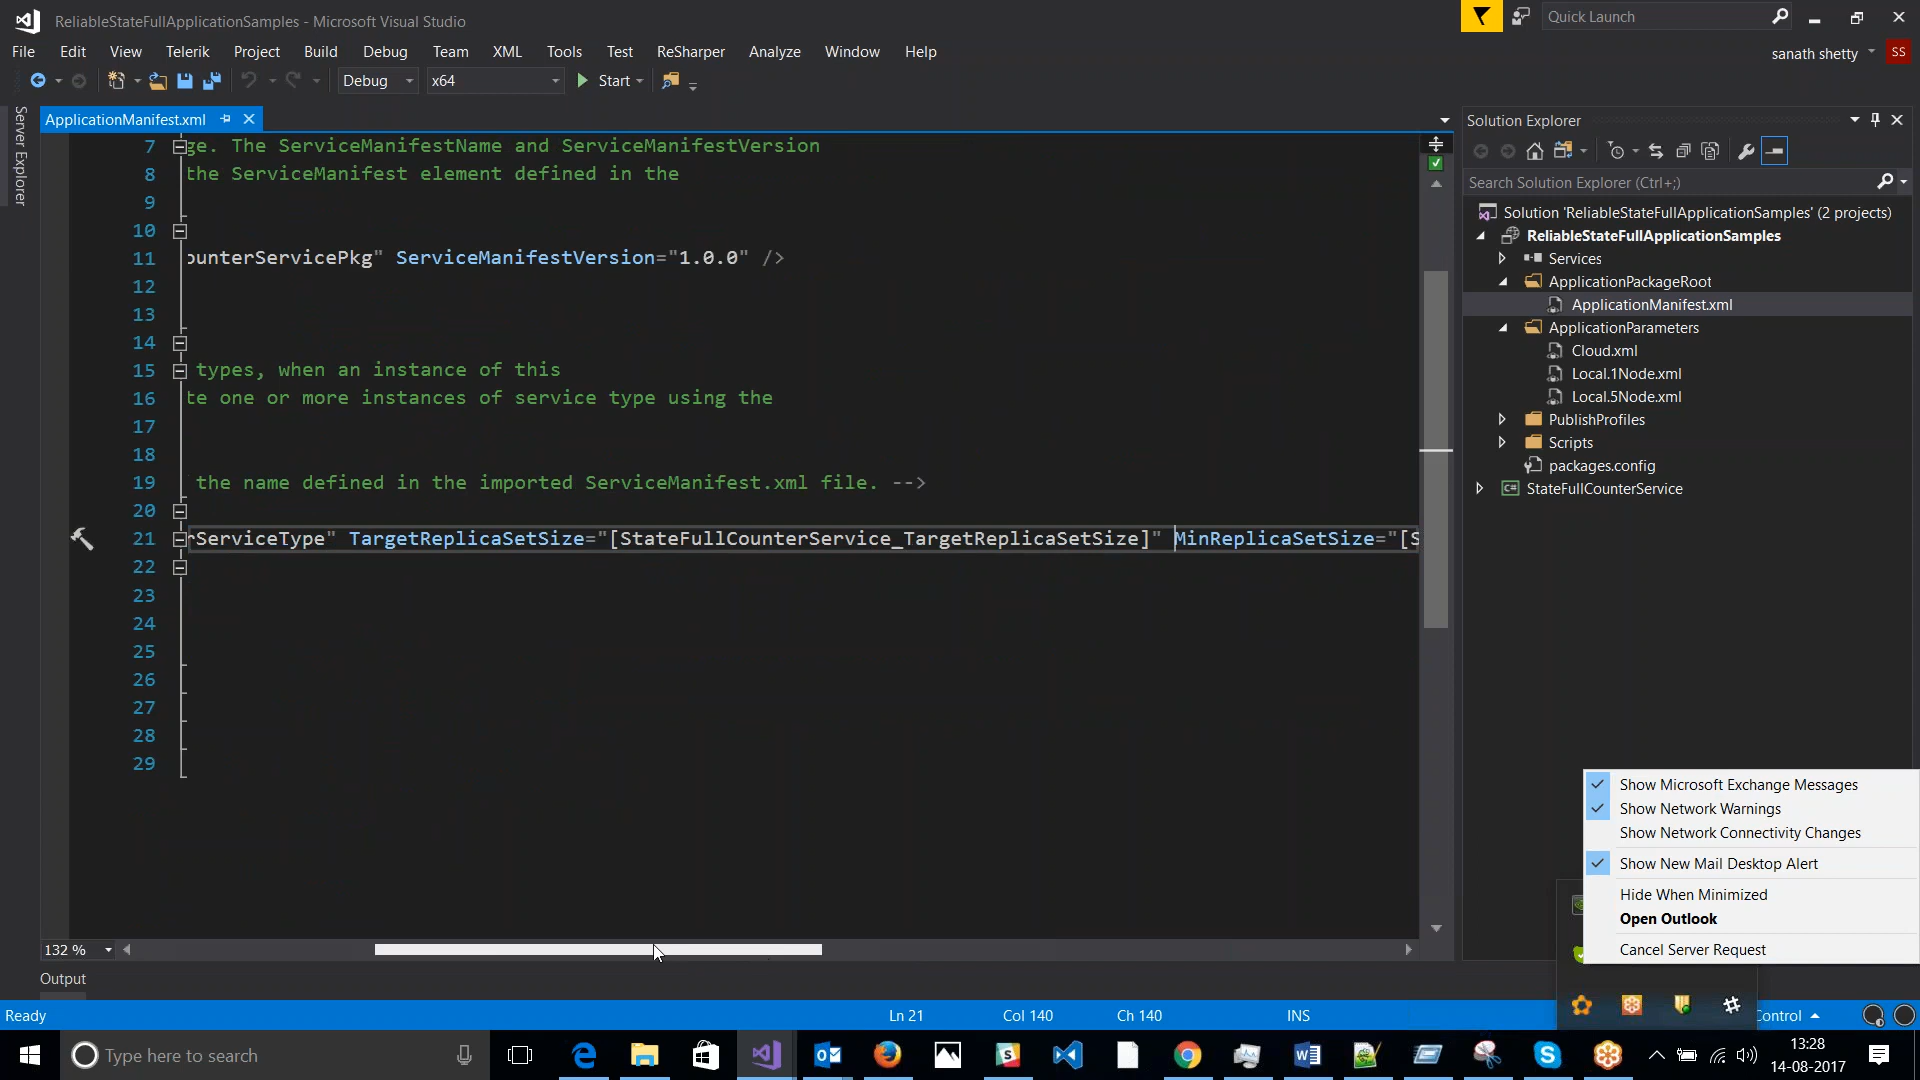 ReliableStateFullApplicationSamples - Microsoft Visual Studio
Quick Launch
File Edit View Telerik Project Build Debug Team XML Tools Test ReSharper Analyze Window Help
sanath shetty
SS
Debug x64 Start
Server Explorer
ApplicationManifest.xml
7 ge. The ServiceManifestName and ServiceManifestVersion
8 the ServiceManifest element defined in the
9
10
11 ounterServicePkg" ServiceManifestVersion="1.0.0" />
12
13
14
15 types, when an instance of this
16 te one or more instances of service type using the
17
18
19 the name defined in the imported ServiceManifest.xml file. -->
20
21 rServiceType" TargetReplicaSetSize="[StateFullCounterService_TargetReplicaSetSize]" MinReplicaSetSize="[S
22
23
24
25
26
27
28
29
132 %
Output
Solution Explorer
Search Solution Explorer (Ctrl+;)
Solution 'ReliableStateFullApplicationSamples' (2 projects)
ReliableStateFullApplicationSamples
Services
ApplicationPackageRoot
ApplicationManifest.xml
ApplicationParameters
Cloud.xml
Local.1Node.xml
Local.5Node.xml
PublishProfiles
Scripts
packages.config
C# StateFullCounterService
Show Microsoft Exchange Messages
Show Network Warnings
Show Network Connectivity Changes
Show New Mail Desktop Alert
Hide When Minimized
Open Outlook
Cancel Server Request
Ready
Ln 21 Col 140 Ch 140 INS
Control
Type here to search
13:28
14-08-2017